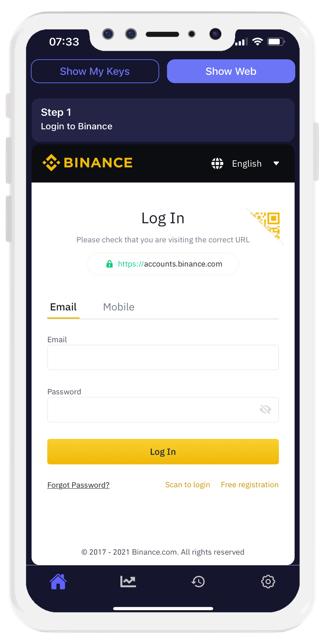 07:33
Show My Keys
Show Web
Step 1
Login to Binance
BINANCE
English
Log In
Please check that you are visiting the correct URL
https://accounts.binance.com
Email
Mobile
Email
Password
Log In
Forgot Password?
Scan to login
Free registration
© 2017 - 2021 Binance.com. All rights reserved